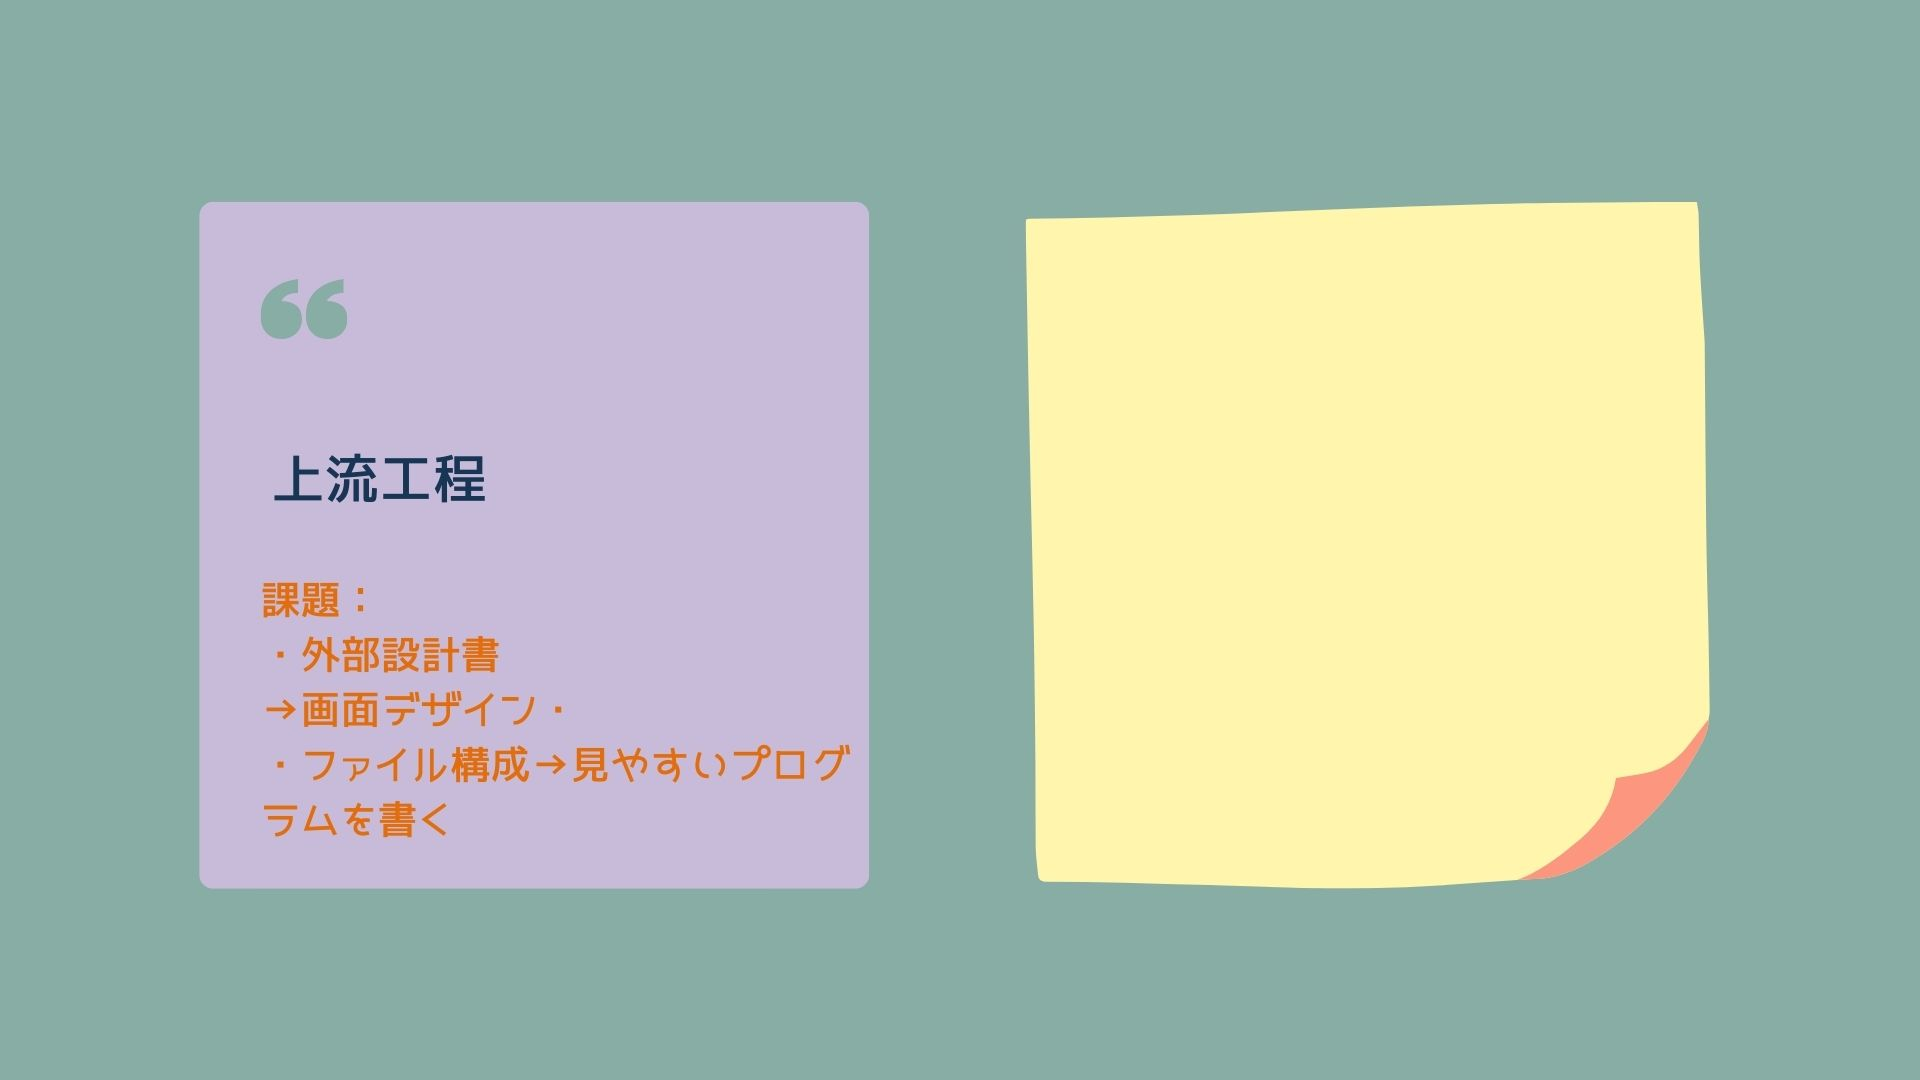 上流工程
課題：
・外部設計書
→画面デザイン・
・ファイル構成→見やすいプログ
ラムを書く